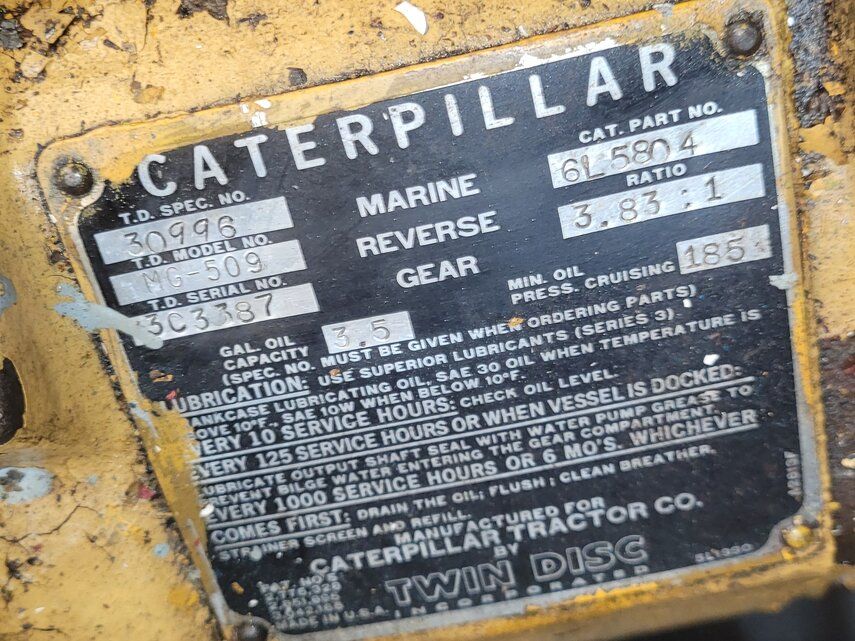 CATERPILLAR
T.D. SPEC. NO.
30996
T.D. MODEL NO.
MG-509
T.D. SERIAL NO.
3C3387
MARINE
REVERSE
GEAR
CAT. PART NO.
6L5804
RATIO
3.83:1
MIN. OIL
PRESS. CRUISING 185
GAL. OIL
CAPACITY 3.5
(SPEC. NO. MUST BE GIVEN WHEN ORDERING PARTS)
LUBRICATION: USE SUPERIOR LUBRICANTS (SERIES 3)
CRANKCASE LUBRICATING OIL, SAE 30 OIL WHEN TEMPERATURE IS
ABOVE 10°F. SAE 10W WHEN BELOW 10°F.
EVERY 10 SERVICE HOURS: CHECK OIL LEVEL.
EVERY 125 SERVICE HOURS OR WHEN VESSEL IS DOCKED:
LUBRICATE OUTPUT SHAFT SEAL WITH WATER PUMP GREASE TO
PREVENT BILGE WATER ENTERING THE GEAR COMPARTMENT.
EVERY 1000 SERVICE HOURS OR 6 MO'S. WHICHEVER
COMES FIRST: DRAIN THE OIL; FLUSH; CLEAN BREATHER,
STRAINER SCREEN AND REFILL.
MANUFACTURED FOR
CATERPILLAR TRACTOR CO.
BY
TWIN DISC
INCORPORATED
PAT. NO'S
MADE IN U.S.A.